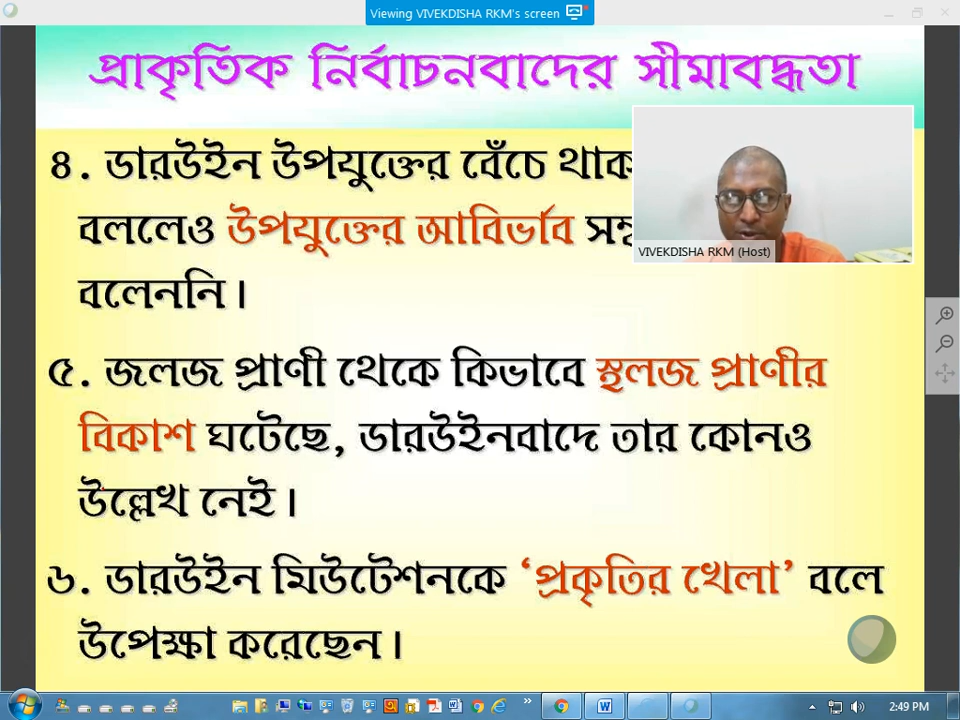 Viewing VIVEKDISHA RKM's screen
প্রাকৃতিক নির্বাচনবাদের সীমাবদ্ধতা
৪. ডারউইন উপযুক্তের বেঁচে
বললেও উপযুক্তের আবির্ভাব
বলেননি।
VIVEKDISHA RKM (Host)
৫. জলজ প্রাণী থেকে কিভাবে স্থলজ প্রাণীর
বিকাশ ঘটেছে, ডারউইনবাদে তার কোনও
উল্লেখ নেই।
৬. ডারউইন মিউটেশনকে ‘প্রকৃতির খেলা’ বলে
উপেক্ষা করেছেন।
2:49 PM